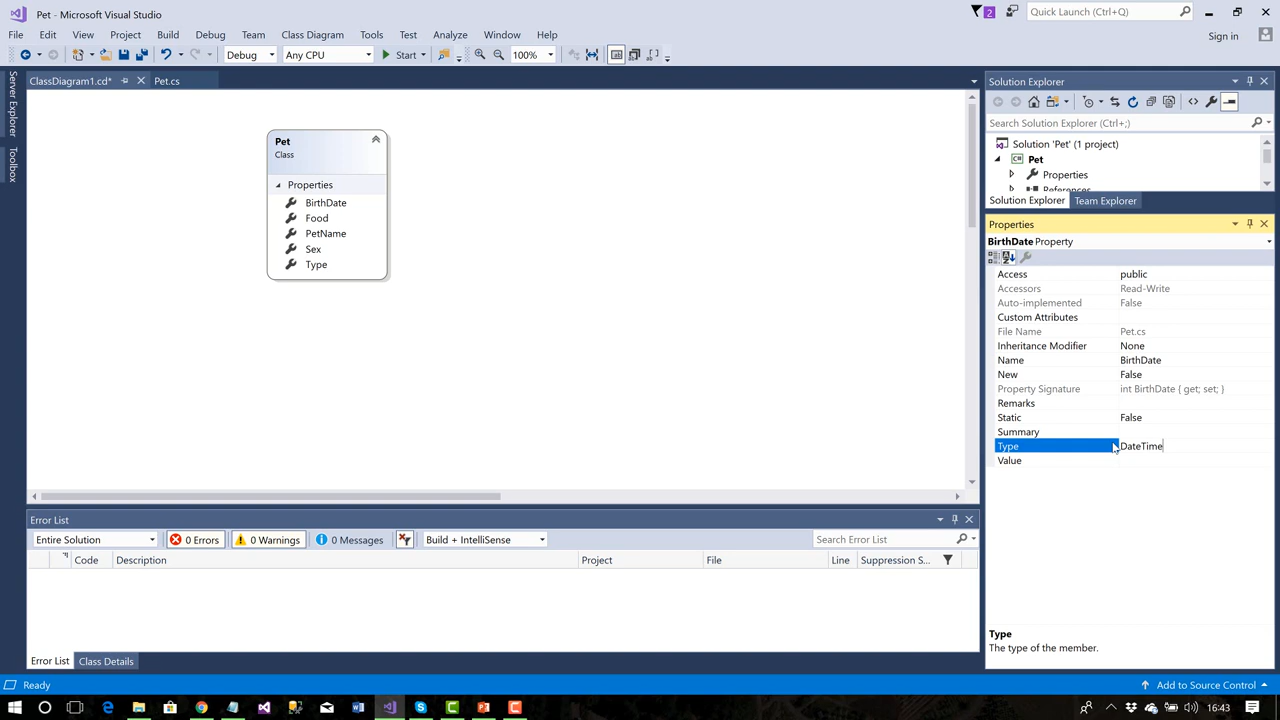 Pet - Microsoft Visual Studio
2
Quick Launch (Ctrl+Q)
File Edit View Project Build Debug Team Class Diagram Tools Test Analyze Window Help
Sign in
Debug Any CPU Start 100%
ClassDiagram1.cd* Pet.cs
Server Explorer
Toolbox
Pet
Class
Properties
BirthDate
Food
PetName
Sex
Type
Solution Explorer
Search Solution Explorer (Ctrl+;)
Solution 'Pet' (1 project)
C# Pet
Properties
References
Solution Explorer Team Explorer
Properties
BirthDate Property
Access public
Accessors Read-Write
Auto-implemented False
Custom Attributes
File Name Pet.cs
Inheritance Modifier None
Name BirthDate
New False
Property Signature int BirthDate { get; set; }
Remarks
Static False
Summary
Type DateTime
Value
Type
The type of the member.
Error List
Entire Solution 0 Errors 0 Warnings 0 Messages Build + IntelliSense Search Error List
Code Description Project File Line Suppression S...
Error List Class Details
Ready Add to Source Control
16:43